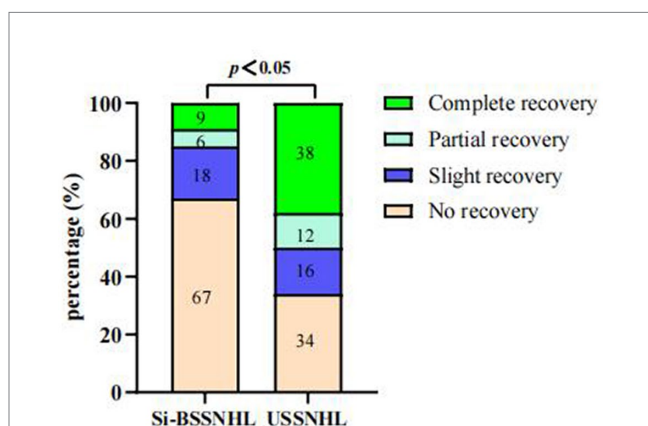 p＜0.05
100
80
60
40
20
0
percentage (%)
9
6
18
67
38
12
16
34
Si-BSSNHL USSNHL
Complete recovery
Partial recovery
Slight recovery
No recovery